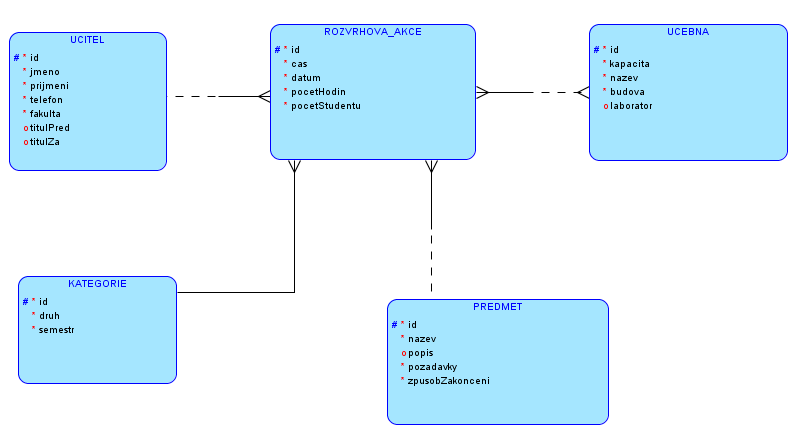 UCITEL
# * id
* jmeno
* prijmeni
* telefon
* fakulta
o titulPred
o titulZa
ROZVRHOVA_AKCE
# * id
* cas
* datum
* pocetHodin
* pocetStudentu
UCEBNA
# * id
* kapacita
* nazev
* budova
o laborator
KATEGORIE
# * id
* druh
* semestr
PREDMET
# * id
* nazev
o popis
* pozadavky
* zpusobZakonceni